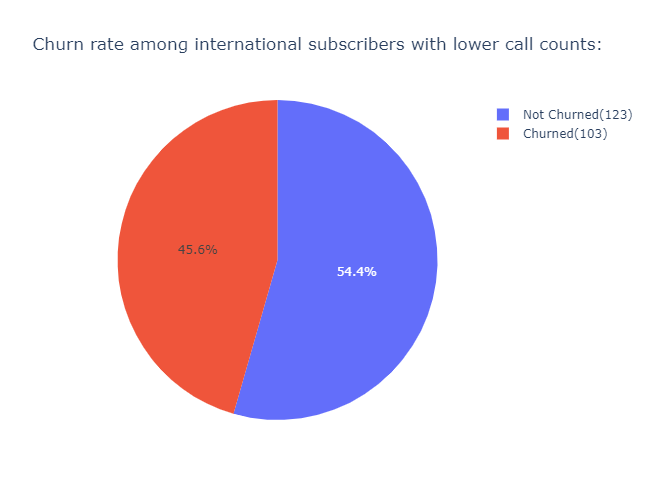 Churn rate among international subscribers with lower call counts:
Not Churned(123)
Churned(103)
45.6%
54.4%